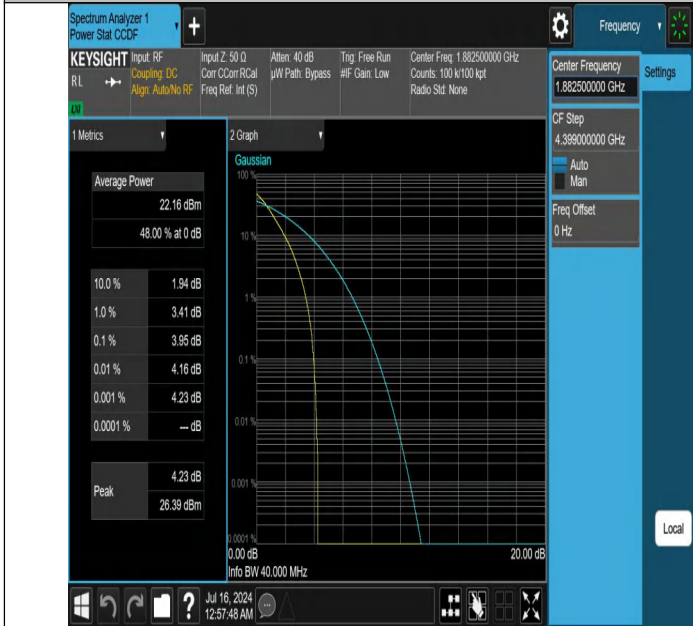 Spectrum Analyzer 1
Power Stat CCDF
+
Frequency
KEYSIGHT
RL
LXI
Input: RF
Coupling: DC
Align: Auto/No RF
Input Z: 50 Ω
Corr CCorr RCal
Freq Ref: Int (S)
Atten: 40 dB
µW Path: Bypass
Trig: Free Run
#IF Gain: Low
Center Freq: 1.882500000 GHz
Counts: 100 k/100 kpt
Radio Std: None
Center Frequency
1.882500000 GHz
Settings
CF Step
4.399000000 GHz
Auto
Man
Freq Offset
0 Hz
1 Metrics
Average Power
22.16 dBm
48.00 % at 0 dB
10.0 % 1.94 dB
1.0 % 3.41 dB
0.1 % 3.95 dB
0.01 % 4.16 dB
0.001 % 4.23 dB
0.0001 % --- dB
Peak
4.23 dB
26.39 dBm
2 Graph
Gaussian
100 %
10 %
1 %
0.1 %
0.01 %
0.001 %
0.0001 %
0.00 dB 20.00 dB
Info BW 40.000 MHz
Local
?
Jul 16, 2024
12:57:48 AM